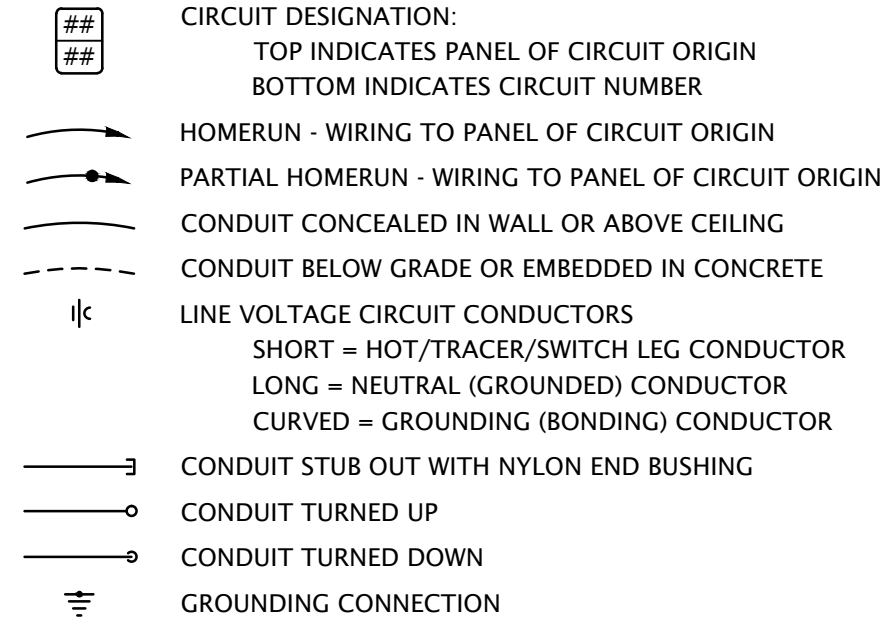 ##
##
CIRCUIT DESIGNATION:
TOP INDICATES PANEL OF CIRCUIT ORIGIN
BOTTOM INDICATES CIRCUIT NUMBER
HOMERUN - WIRING TO PANEL OF CIRCUIT ORIGIN
PARTIAL HOMERUN - WIRING TO PANEL OF CIRCUIT ORIGIN
CONDUIT CONCEALED IN WALL OR ABOVE CEILING
CONDUIT BELOW GRADE OR EMBEDDED IN CONCRETE
LINE VOLTAGE CIRCUIT CONDUCTORS
SHORT = HOT/TRACER/SWITCH LEG CONDUCTOR
LONG = NEUTRAL (GROUNDED) CONDUCTOR
CURVED = GROUNDING (BONDING) CONDUCTOR
CONDUIT STUB OUT WITH NYLON END BUSHING
CONDUIT TURNED UP
CONDUIT TURNED DOWN
GROUNDING CONNECTION